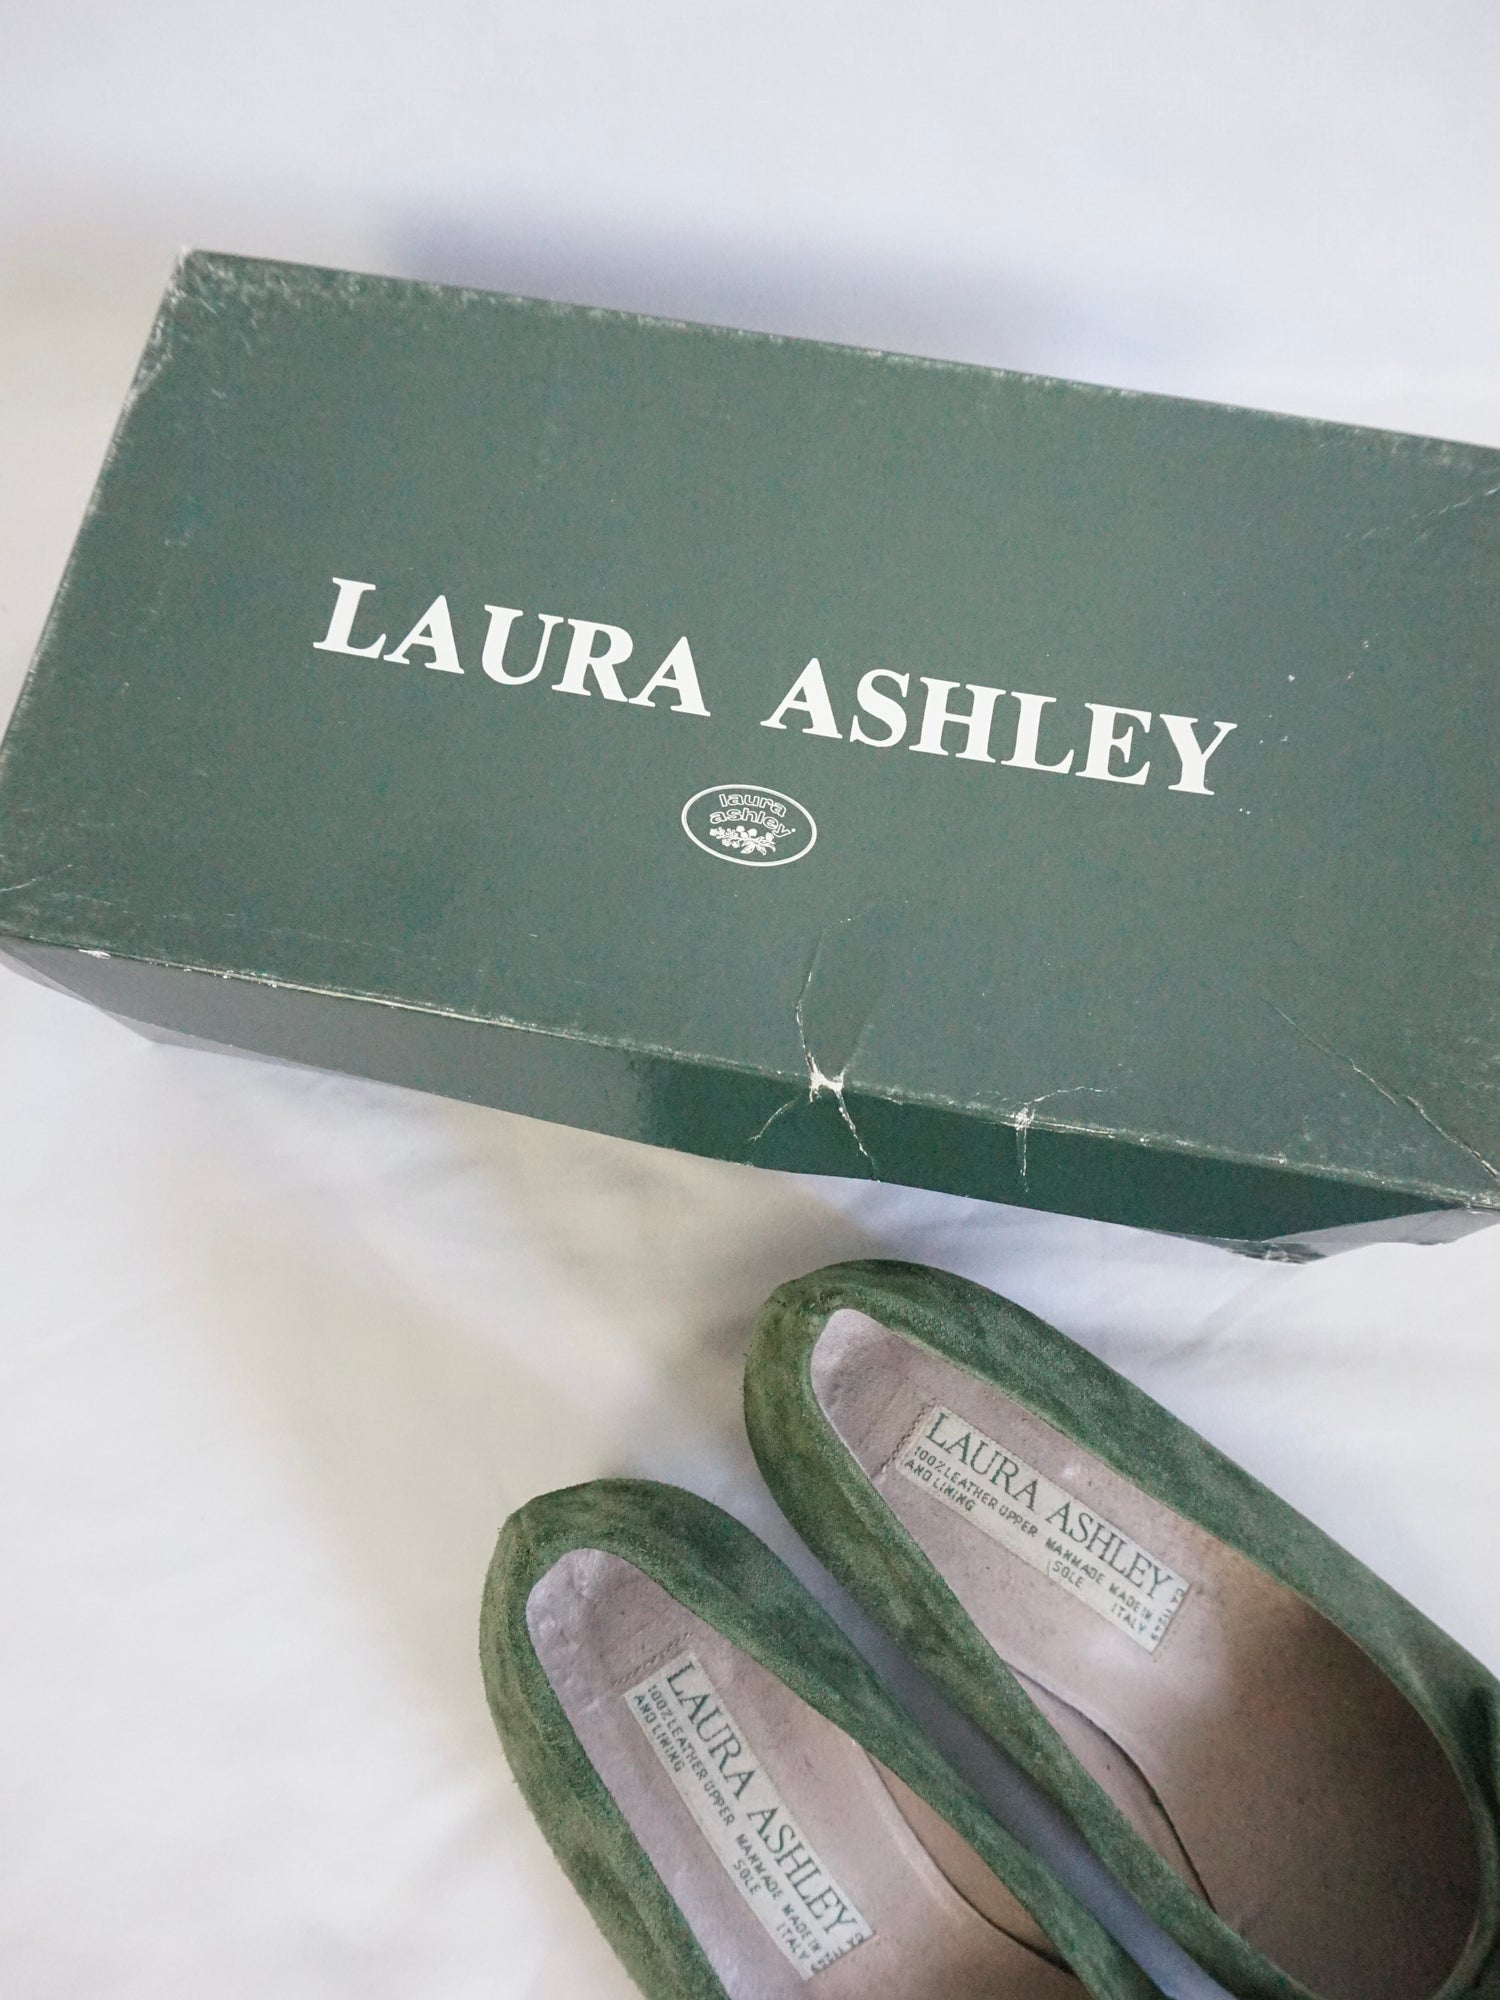 LAURA ASHLEY
laura
ashley
LAURA ASHLEY
100% LEATHER UPPER
AND LINING
MANMADE
SOLE
MADE IN
ITALY
LAURA ASHLEY
100% LEATHER UPPER
AND LINING
MANMADE
SOLE
MADE IN
ITALY